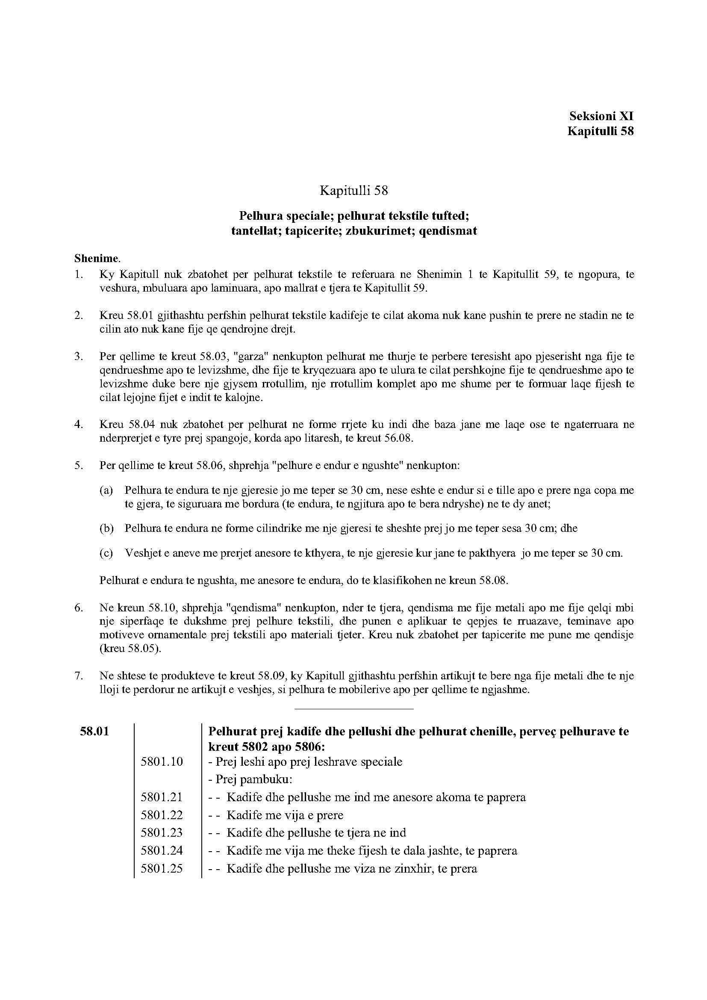 Seksioni XI
Kapitulli 58
Kapitulli 58
Pelhura speciale; pelhurat tekstile tufted;
tantellat; tapicerite; zbukurimet; qendismat
Shenime.
1. Ky Kapitull nuk zbatohet per pelhurat tekstile te referuara ne Shenimin 1 te Kapitullit 59, te ngopura, te
veshura, mbuluara apo laminuara, apo mallrat e tjera te Kapitullit 59.
2. Kreu 58.01 gjithashtu perfshin pelhurat tekstile kadifeje te cilat akoma nuk kane pushin te prere ne stadin ne te
cilin ato nuk kane fije qe qendrojne drejt.
3. Per qellime te kreut 58.03, "garza" nenkupton pelhurat me thurje te perbere teresisht apo pjeserisht nga fije te
qendrueshme apo te levizshme, dhe fije te kryqezuara apo te ulura te cilat pershkojne fije te qendrueshme apo te
levizshme duke bere nje gjysem rrotullim, nje rrotullim komplet apo me shume per te formuar laqe fijesh te
cilat lejojne fijet e indit te kalojne.
4. Kreu 58.04 nuk zbatohet per pelhurat ne forme rrjete ku indi dhe baza jane me laqe ose te ngaterruara ne
nderprerjet e tyre prej spangoje, korda apo litaresh, te kreut 56.08.
5. Per qellime te kreut 58.06, shprehja "pelhure e endur e ngushte" nenkupton:
(a) Pelhura te endura te nje gjeresie jo me teper se 30 cm, nese eshte e endur si e tille apo e prere nga copa me
te gjera, te siguruara me bordura (te endura, te ngjitura apo te bera ndryshe) ne te dy anet;
(b) Pelhura te endura ne forme cilindrike me nje gjeresi te sheshte prej jo me teper sesa 30 cm; dhe
(c) Veshjet e aneve me prerjet anesore te kthyera, te nje gjeresie kur jane te pakthyera jo me teper se 30 cm.
Pelhurat e endura te ngushta, me anesore te endura, do te klasifikohen ne kreun 58.08.
6. Ne kreun 58.10, shprehja "qendisma" nenkupton, nder te tjera, qendisma me fije metali apo me fije qelqi mbi
nje siperfaqe te dukshme prej pelhure tekstili, dhe punen e aplikuar te qepjes te rruazave, teminave apo
motiveve ornamentale prej tekstili apo materiali tjeter. Kreu nuk zbatohet per tapicerite me pune me qendisje
(kreu 58.05).
7. Ne shtese te produkteve te kreut 58.09, ky Kapitull gjithashtu perfshin artikujt te bere nga fije metali dhe te nje
lloji te perdorur ne artikujt e veshjes, si pelhura te mobilerive apo per qellime te ngjashme.
58.01 Pelhurat prej kadife dhe pellushi dhe pelhurat chenille, perveç pelhurave te
kreut 5802 apo 5806:
5801.10 - Prej leshi apo prej leshrave speciale
- Prej pambuku:
5801.21 - - Kadife dhe pellushe me ind me anesore akoma te paprera
5801.22 - - Kadife me vija e prere
5801.23 - - Kadife dhe pellushe te tjera ne ind
5801.24 - - Kadife me vija me theke fijesh te dala jashte, te paprera
5801.25 - - Kadife dhe pellushe me viza ne zinxhir, te prera